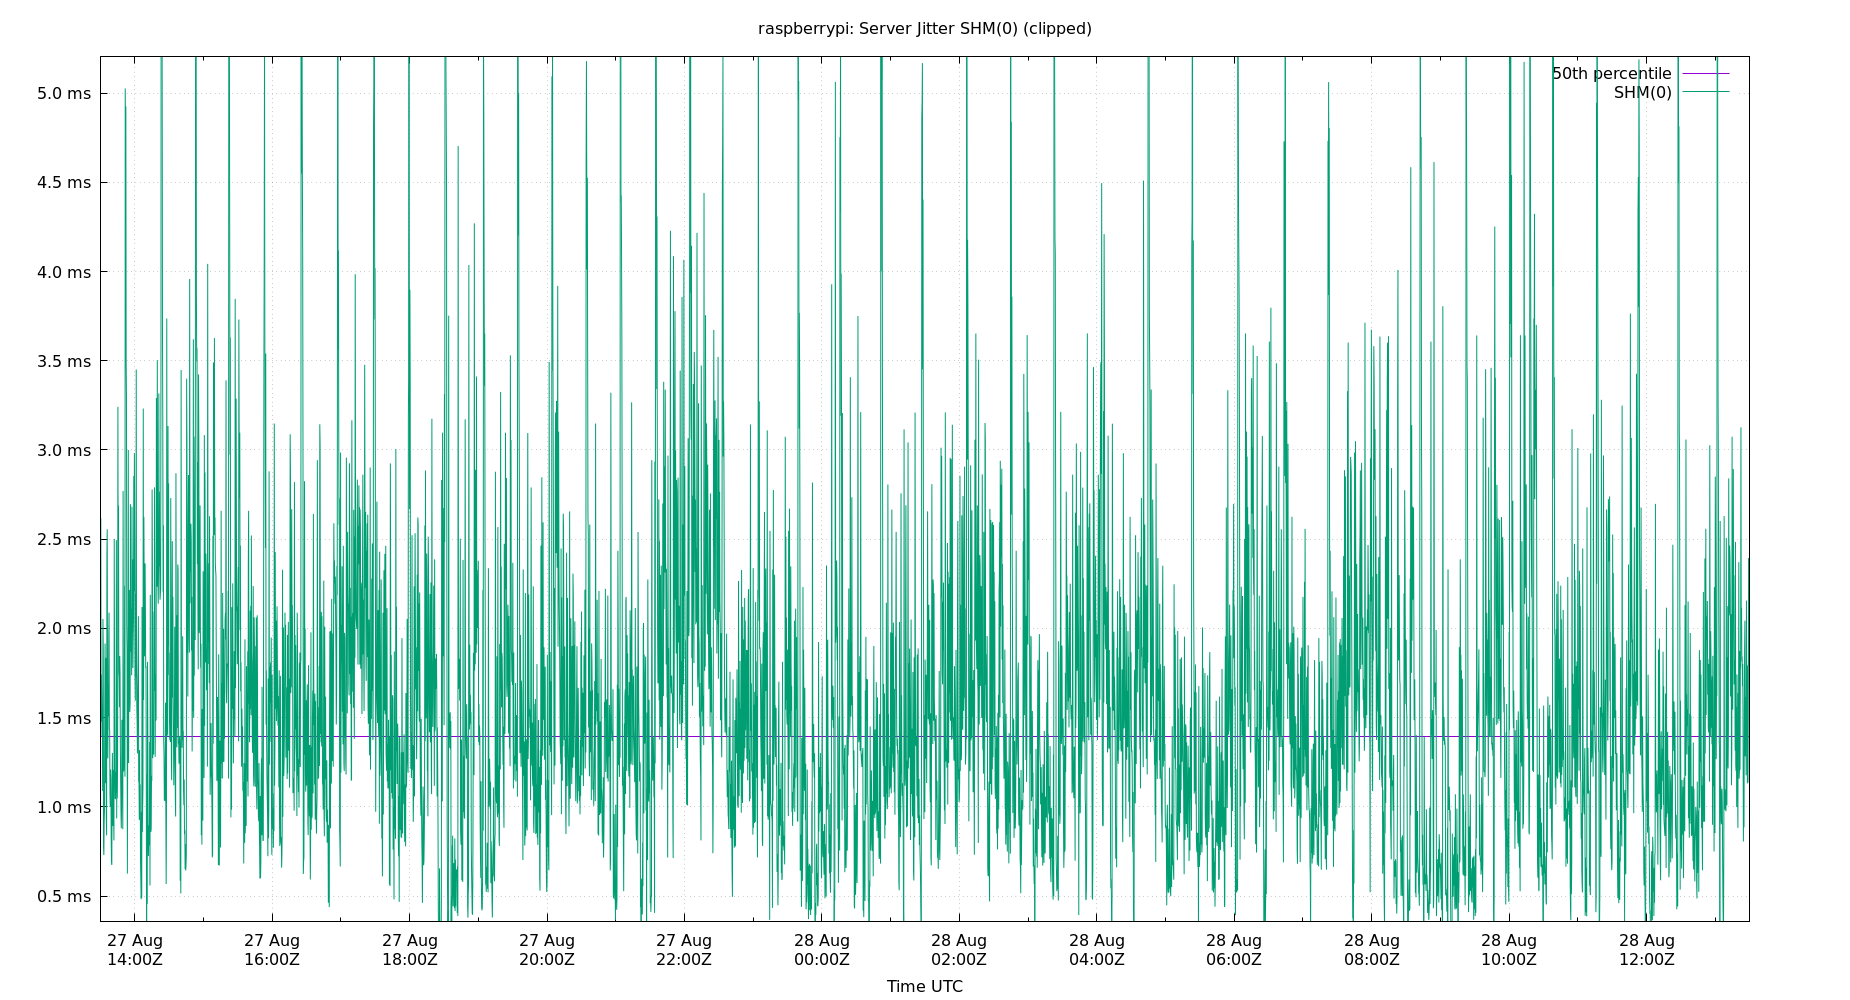 raspberrypi: Server Jitter SHM(0) (clipped)
50th percentile
SHM(0)
5.0 ms
4.5 ms
4.0 ms
3.5 ms
3.0 ms
2.5 ms
2.0 ms
1.5 ms
1.0 ms
0.5 ms
27 Aug 27 Aug 27 Aug 27 Aug 27 Aug 28 Aug 28 Aug 28 Aug 28 Aug 28 Aug 28 Aug 28 Aug
14:00Z 16:00Z 18:00Z 20:00Z 22:00Z 00:00Z 02:00Z 04:00Z 06:00Z 08:00Z 10:00Z 12:00Z
Time UTC